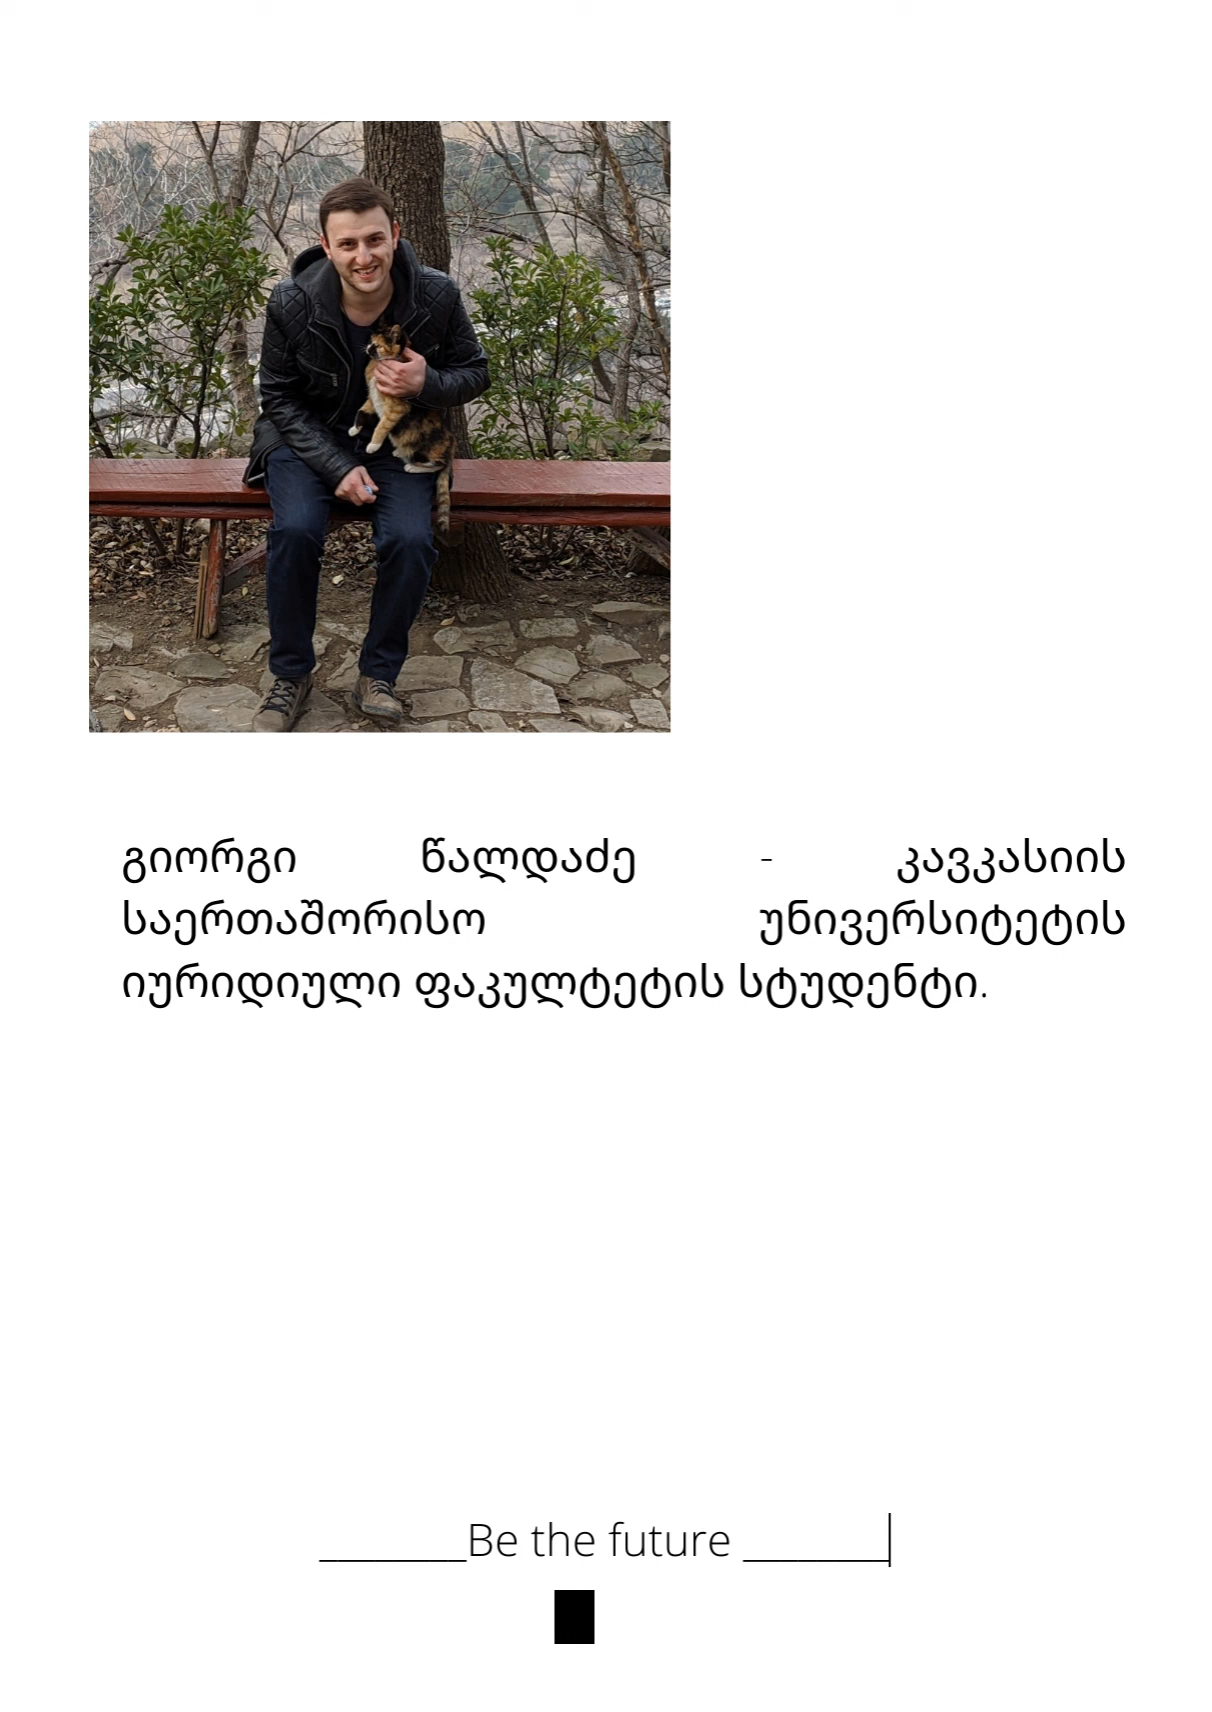 გიორგი წალდაძე - კავკასიის
საერთაშორისო უნივერსიტეტის
იურიდიული ფაკულტეტის სტუდენტი.
________Be the future ________